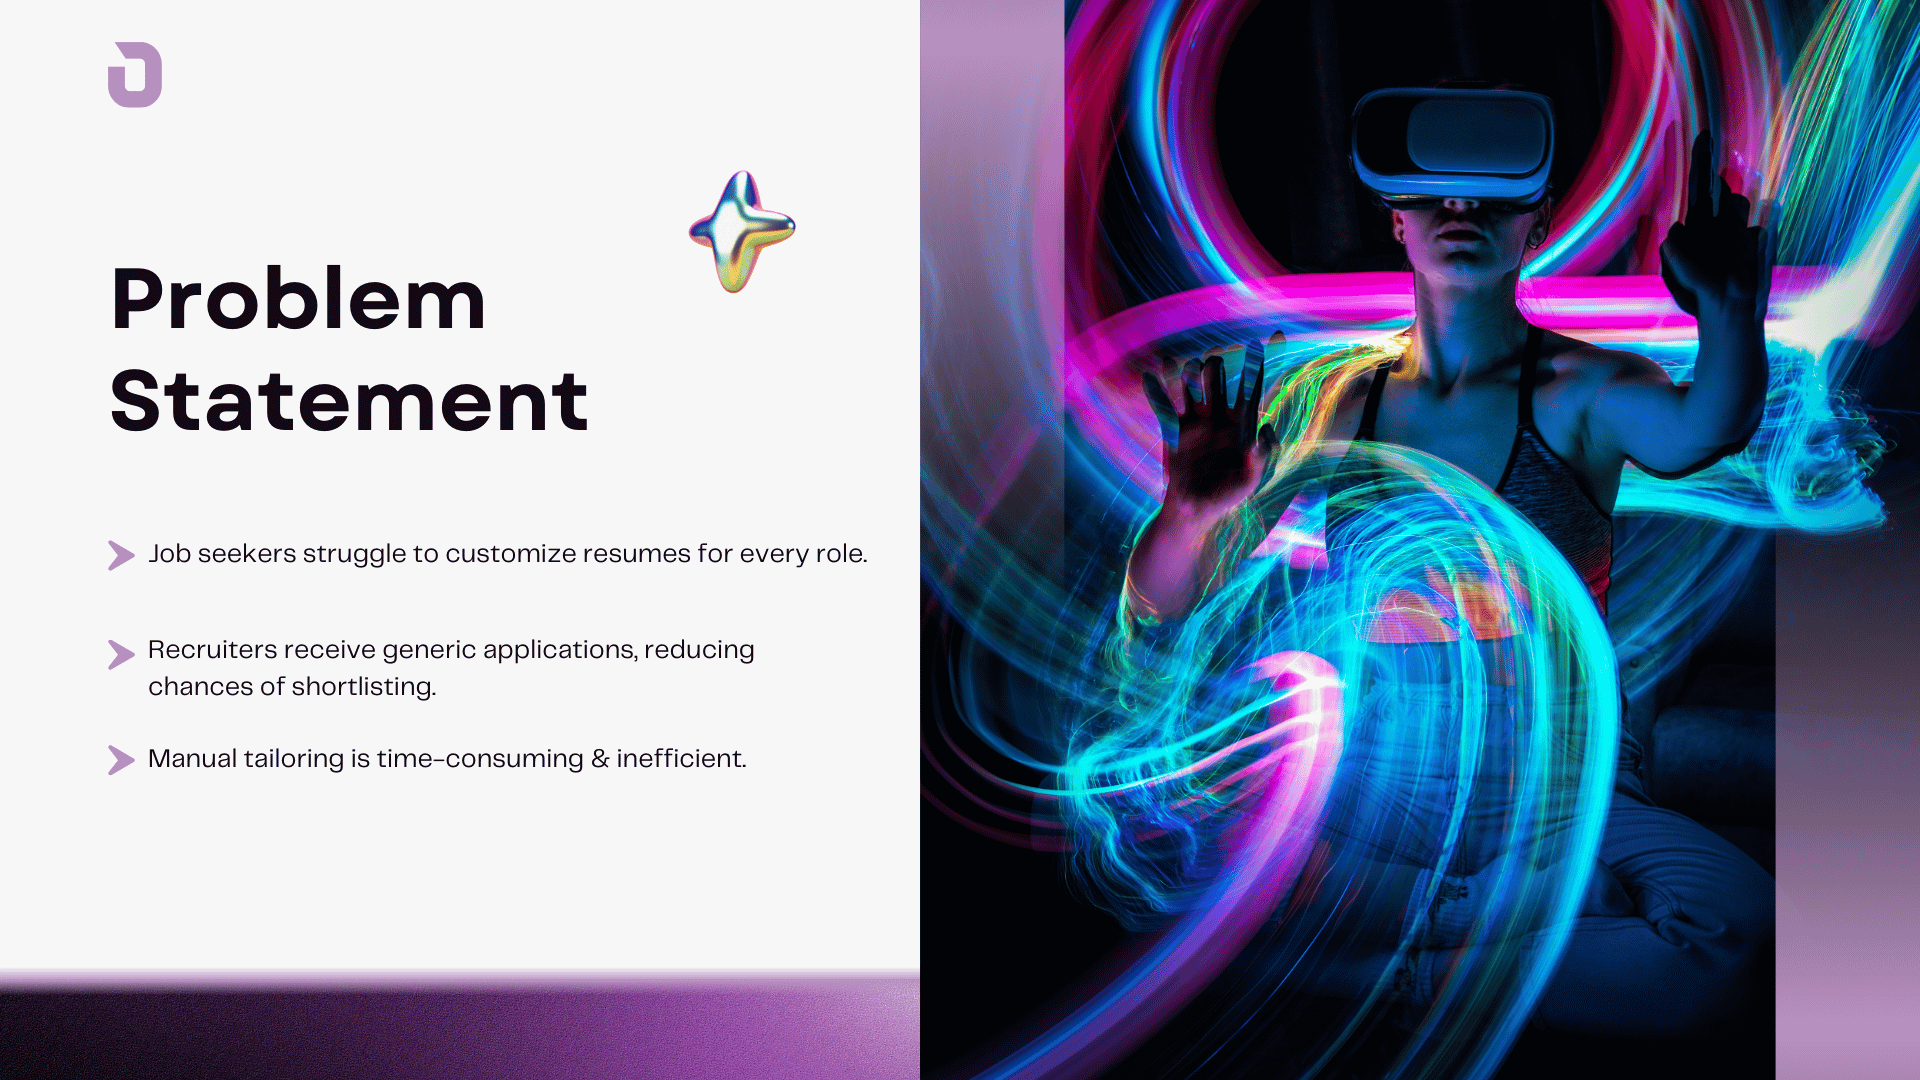 Problem
Statement
Job seekers struggle to customize resumes for every role.
Recruiters receive generic applications, reducing
chances of shortlisting.
Manual tailoring is time-consuming & inefficient.